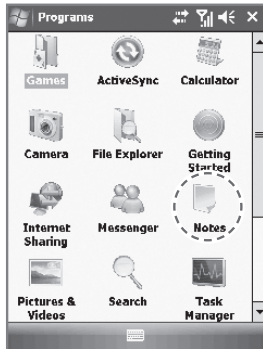 Programs
Games
ActiveSync
Calculator
Camera
File Explorer
Getting
Started
Internet
Sharing
Messenger
Notes
Pictures &
Videos
Search
Task
Manager